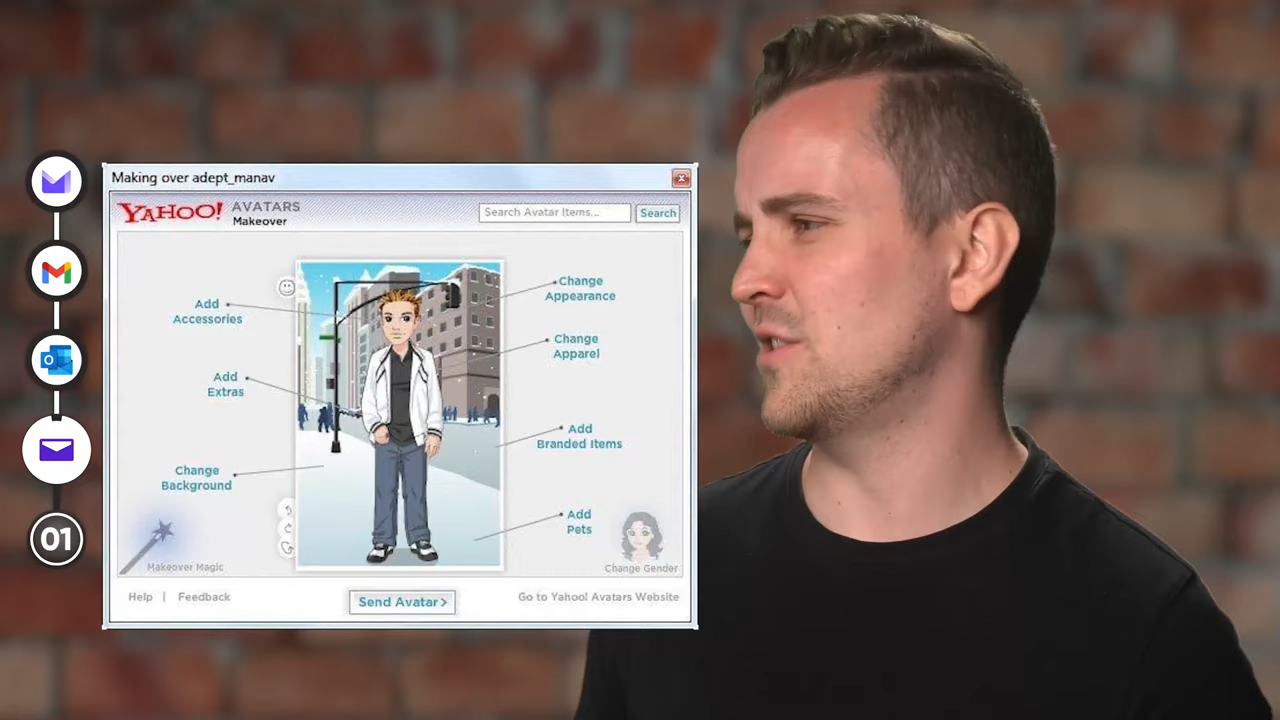 Making over adept_manav
YAHOO! AVATARS
Makeover
Search Avatar Items...
Search
Add
Accessories
Change
Appearance
Change
Apparel
Add
Extras
Add
Branded Items
Change
Background
Add
Pets
Makeover Magic
Change Gender
Help | Feedback
Send Avatar >
Go to Yahoo! Avatars Website
01